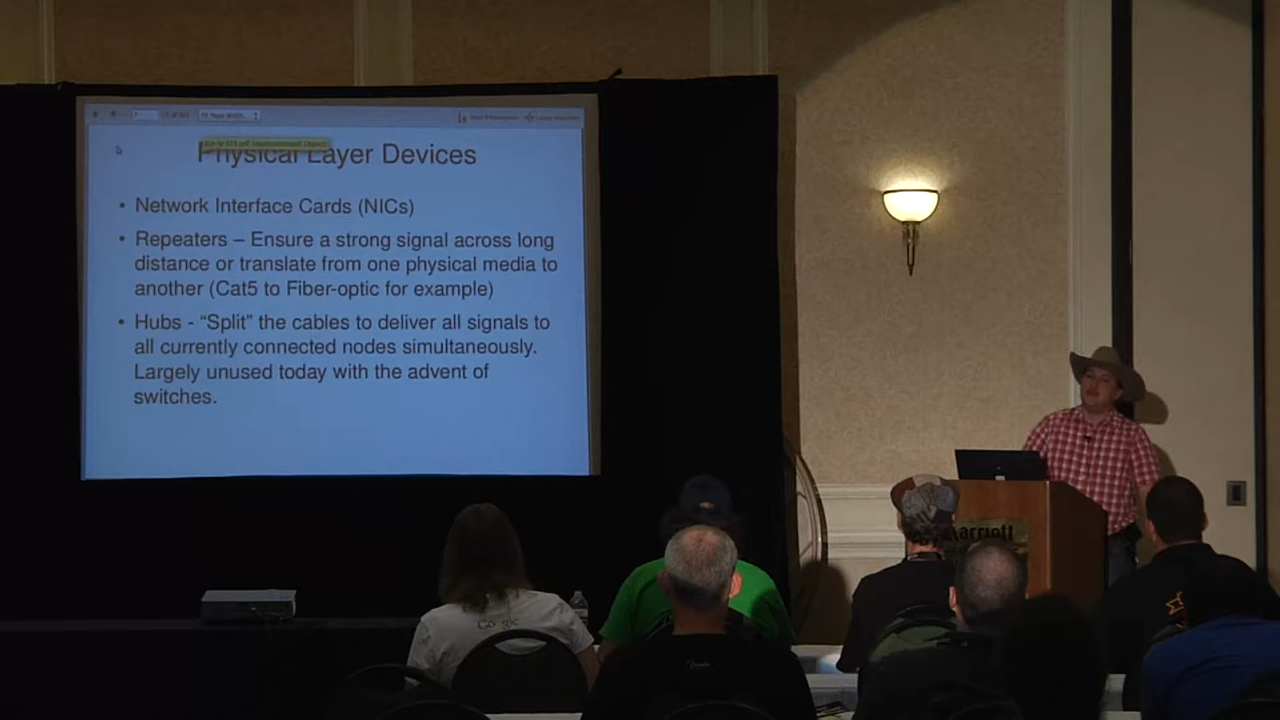 Physical Layer Devices
• Network Interface Cards (NICs)
• Repeaters – Ensure a strong signal across long
distance or translate from one physical media to
another (Cat5 to Fiber-optic for example)
• Hubs - “Split” the cables to deliver all signals to
all currently connected nodes simultaneously.
Largely unused today with the advent of
switches.
Marriott
Google